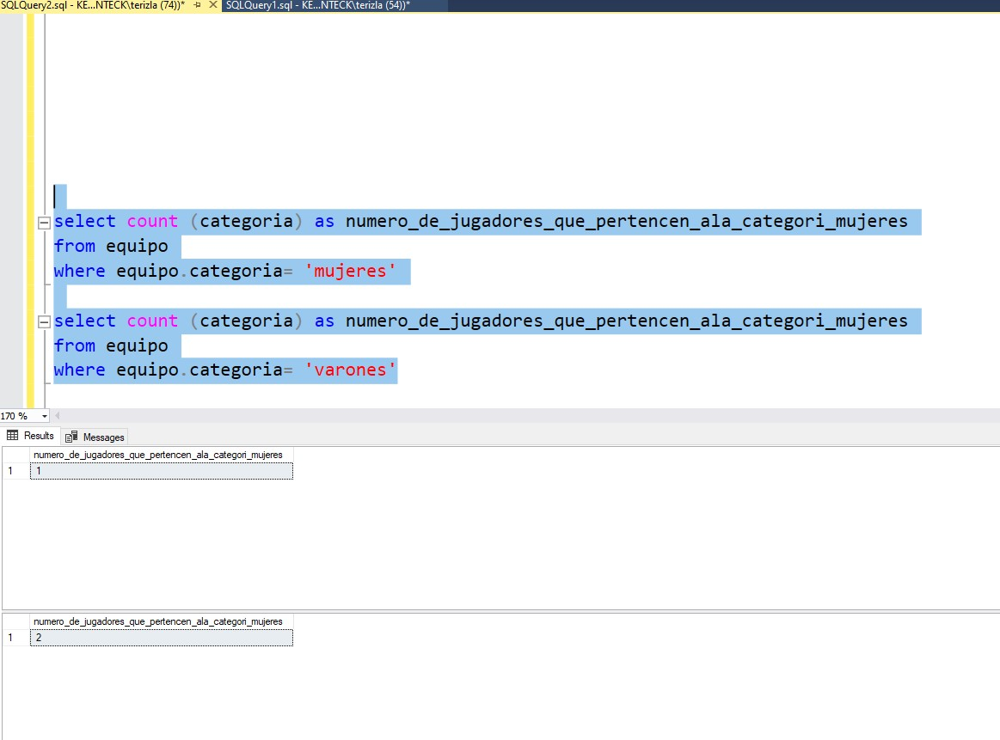 SQLQuery2.sql - KE...NTECK\terizla (74))* SQLQuery1.sql - KE...NTECK\terizla (54))*
select count (categoria) as numero_de_jugadores_que_pertencen_ala_categori_mujeres
from equipo
where equipo.categoria= 'mujeres'
select count (categoria) as numero_de_jugadores_que_pertencen_ala_categori_mujeres
from equipo
where equipo.categoria= 'varones'
170 %
Results Messages
numero_de_jugadores_que_pertencen_ala_categori_mujeres
1 1
numero_de_jugadores_que_pertencen_ala_categori_mujeres
1 2